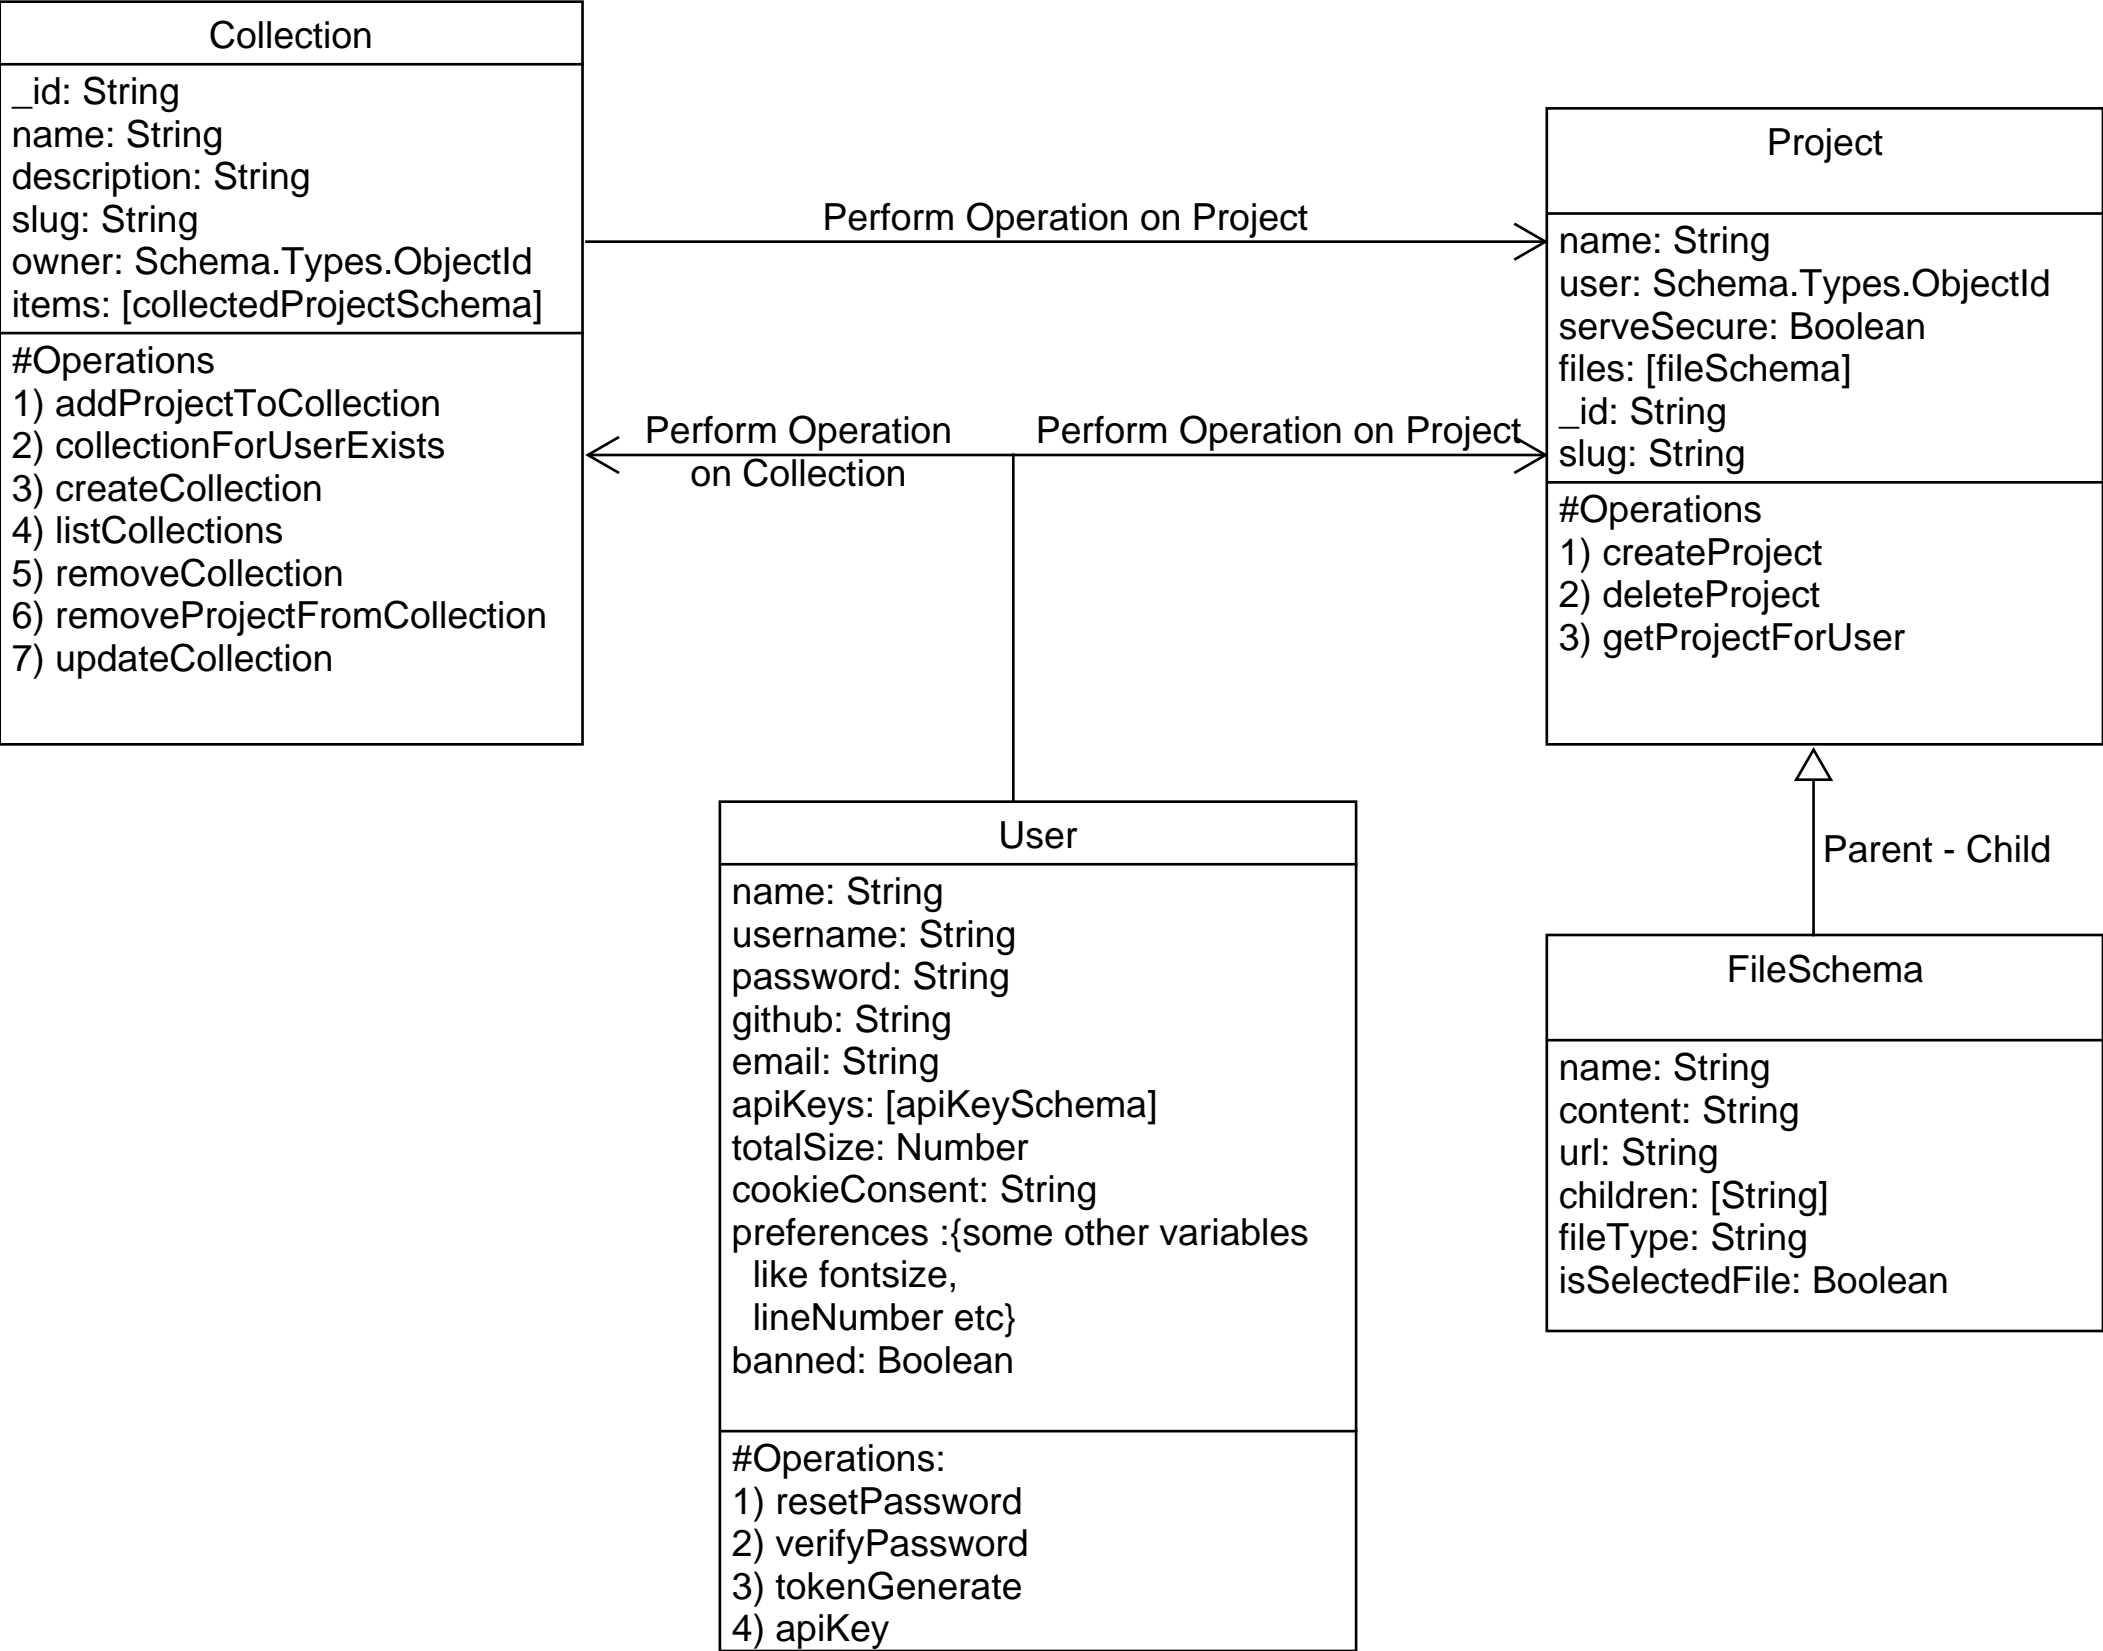 Collection
_id: String
name: String
description: String
slug: String
owner: Schema.Types.ObjectId
items: [collectedProjectSchema]
#Operations
1) addProjectToCollection
2) collectionForUserExists
3) createCollection
4) listCollections
5) removeCollection
6) removeProjectFromCollection
7) updateCollection
Perform Operation on Project
Perform Operation
on Collection
Perform Operation on Project
Project
name: String
user: Schema.Types.ObjectId
serveSecure: Boolean
files: [fileSchema]
_id: String
slug: String
#Operations
1) createProject
2) deleteProject
3) getProjectForUser
Parent - Child
User
name: String
username: String
password: String
github: String
email: String
apiKeys: [apiKeySchema]
totalSize: Number
cookieConsent: String
preferences :{some other variables
like fontsize,
lineNumber etc}
banned: Boolean
#Operations:
1) resetPassword
2) verifyPassword
3) tokenGenerate
4) apiKey
FileSchema
name: String
content: String
url: String
children: [String]
fileType: String
isSelectedFile: Boolean